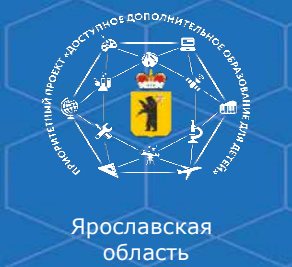 ПРИОРИТЕТНЫЙ ПРОЕКТ «ДОСТУПНОЕ ДОПОЛНИТЕЛЬНОЕ ОБРАЗОВАНИЕ ДЛЯ ДЕТЕЙ»
Ярославская
область